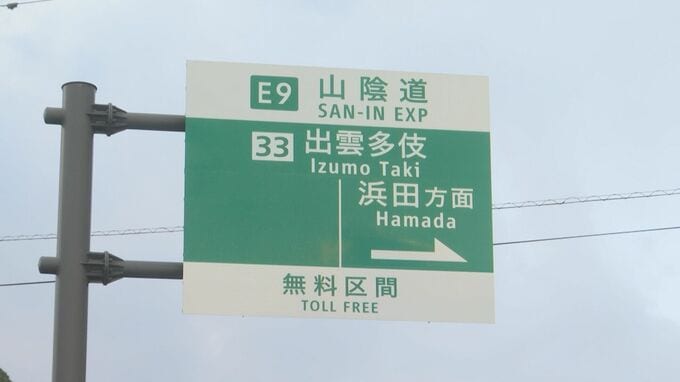 E9 山陰道
SAN-IN EXP
33 出雲多伎
Izumo Taki
浜田方面
Hamada
無料区間
TOLL FREE